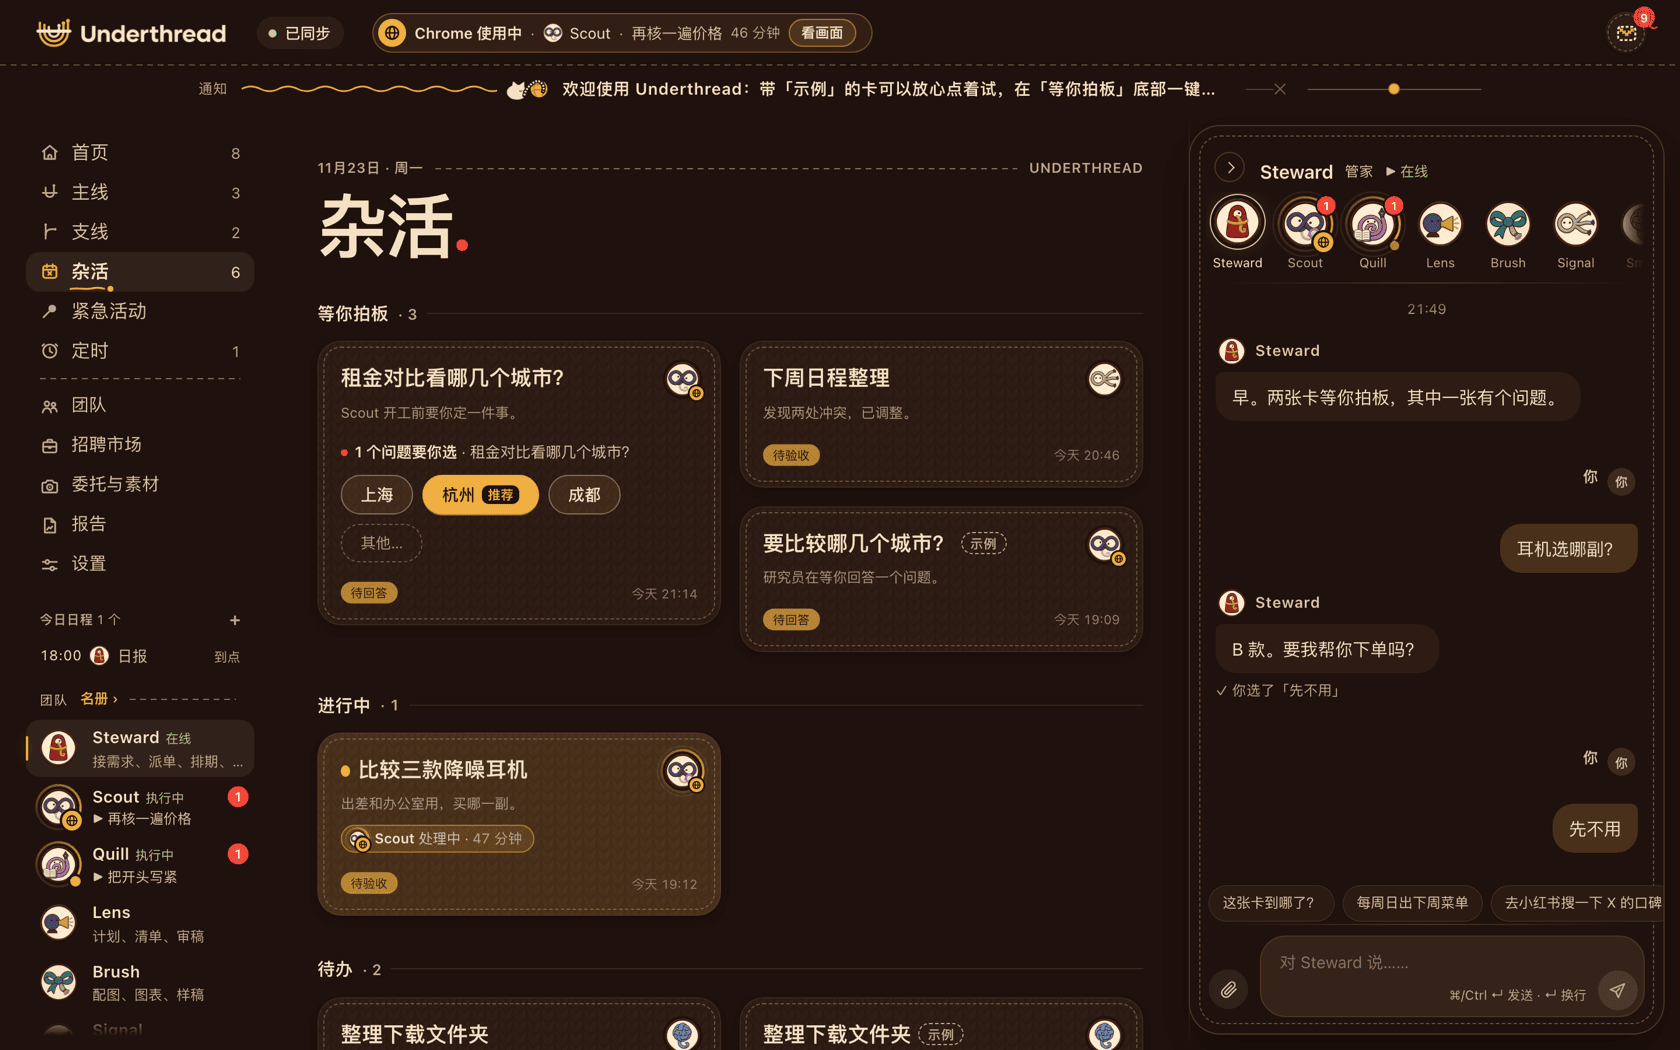 Underthread
已同步
Chrome 使用中 · Scout · 再核一遍价格 46 分钟 看画面
9
通知
欢迎使用 Underthread：带「示例」的卡可以放心点着试，在「等你拍板」底部一键…
首页 8
主线 3
支线 2
杂活 6
紧急活动
定时 1
团队
招聘市场
委托与素材
报告
设置
今日日程 1 个 +
18:00 日报 到点
团队 名册 ›
Steward 在线
接需求、派单、排期、…
Scout 执行中 1
▶ 再核一遍价格
Quill 执行中 1
▶ 把开头写紧
Lens
计划、清单、审稿
Brush
配图、图表、样稿
Signal
11月23日 · 周一 UNDERTHREAD
杂活.
等你拍板 · 3
租金对比看哪几个城市？
Scout 开工前要你定一件事。
1 个问题要你选 · 租金对比看哪几个城市？
上海 杭州 推荐 成都
其他…
待回答 今天 21:14
下周日程整理
发现两处冲突，已调整。
待验收 今天 20:46
要比较哪几个城市？ 示例
研究员在等你回答一个问题。
待回答 今天 19:09
进行中 · 1
比较三款降噪耳机
出差和办公室用，买哪一副。
Scout 处理中 · 47 分钟
待验收 今天 19:12
待办 · 2
整理下载文件夹
整理下载文件夹 示例
Steward 管家 ▶ 在线
1 1
Steward Scout Quill Lens Brush Signal
21:49
Steward
早。两张卡等你拍板，其中一张有个问题。
你 你
耳机选哪副？
Steward
B 款。要我帮你下单吗？
✓ 你选了「先不用」
你 你
先不用
这张卡到哪了？ 每周日出下周菜单 去小红书搜一下 X 的口碑
对 Steward 说……
⌘/Ctrl ↵ 发送 · ↵ 换行